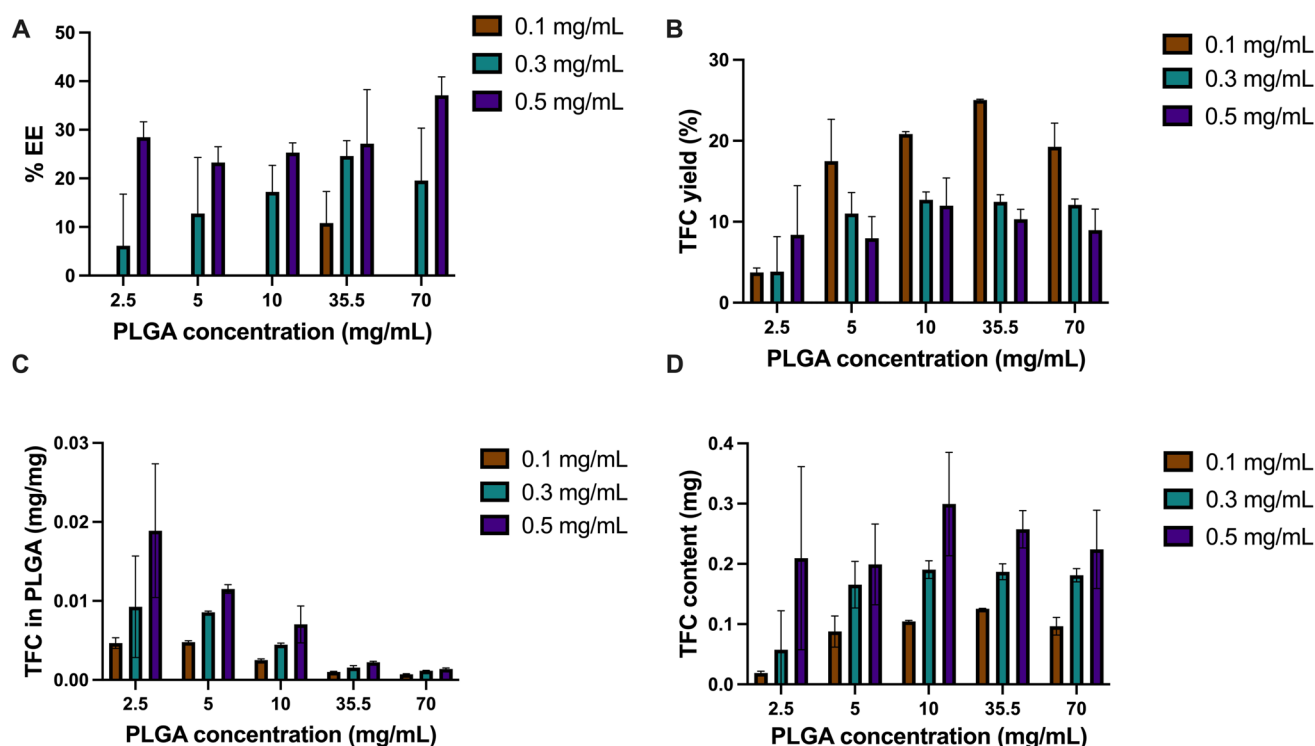 A
% EE
50
40
30
20
10
0
2.5 5 10 35.5 70
PLGA concentration (mg/mL)
0.1 mg/mL
0.3 mg/mL
0.5 mg/mL
B
TFC yield (%)
30
20
10
0
2.5 5 10 35.5 70
PLGA concentration (mg/mL)
0.1 mg/mL
0.3 mg/mL
0.5 mg/mL
C
TFC in PLGA (mg/mg)
0.03
0.02
0.01
0.00
2.5 5 10 35.5 70
PLGA concentration (mg/mL)
0.1 mg/mL
0.3 mg/mL
0.5 mg/mL
D
TFC content (mg)
0.4
0.3
0.2
0.1
0.0
2.5 5 10 35.5 70
PLGA concentration (mg/mL)
0.1 mg/mL
0.3 mg/mL
0.5 mg/mL